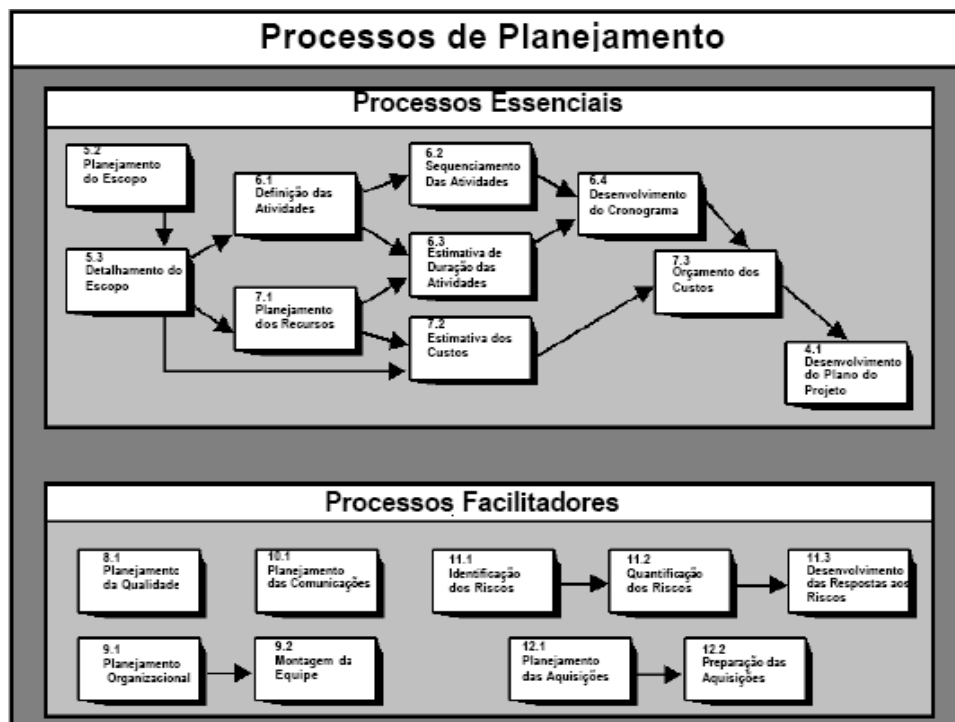 Processos de Planejamento
Processos Essenciais
5.2
Planejamento
do Escopo
6.1
Definição das
Atividades
6.2
Sequenciamento
Das Atividades
6.4
Desenvolvimento
do Cronograma
5.3
Detalhamento do
Escopo
6.3
Estimativa de
Duração das
Atividades
7.3
Orçamento dos
Custos
7.1
Planejamento
dos Recursos
7.2
Estimativa dos
Custos
4.1
Desenvolvimento
do Plano do
Projeto
Processos Facilitadores
8.1
Planejamento
da Qualidade
10.1
Planejamento
das Comunicações
11.1
Identificação
dos Riscos
11.2
Quantificação
dos Riscos
11.3
Desenvolvimento
das Respostas aos
Riscos
9.1
Planejamento
Organizacional
9.2
Montagem da
Equipe
12.1
Planejamento
das Aquisições
12.2
Preparação das
Aquisições